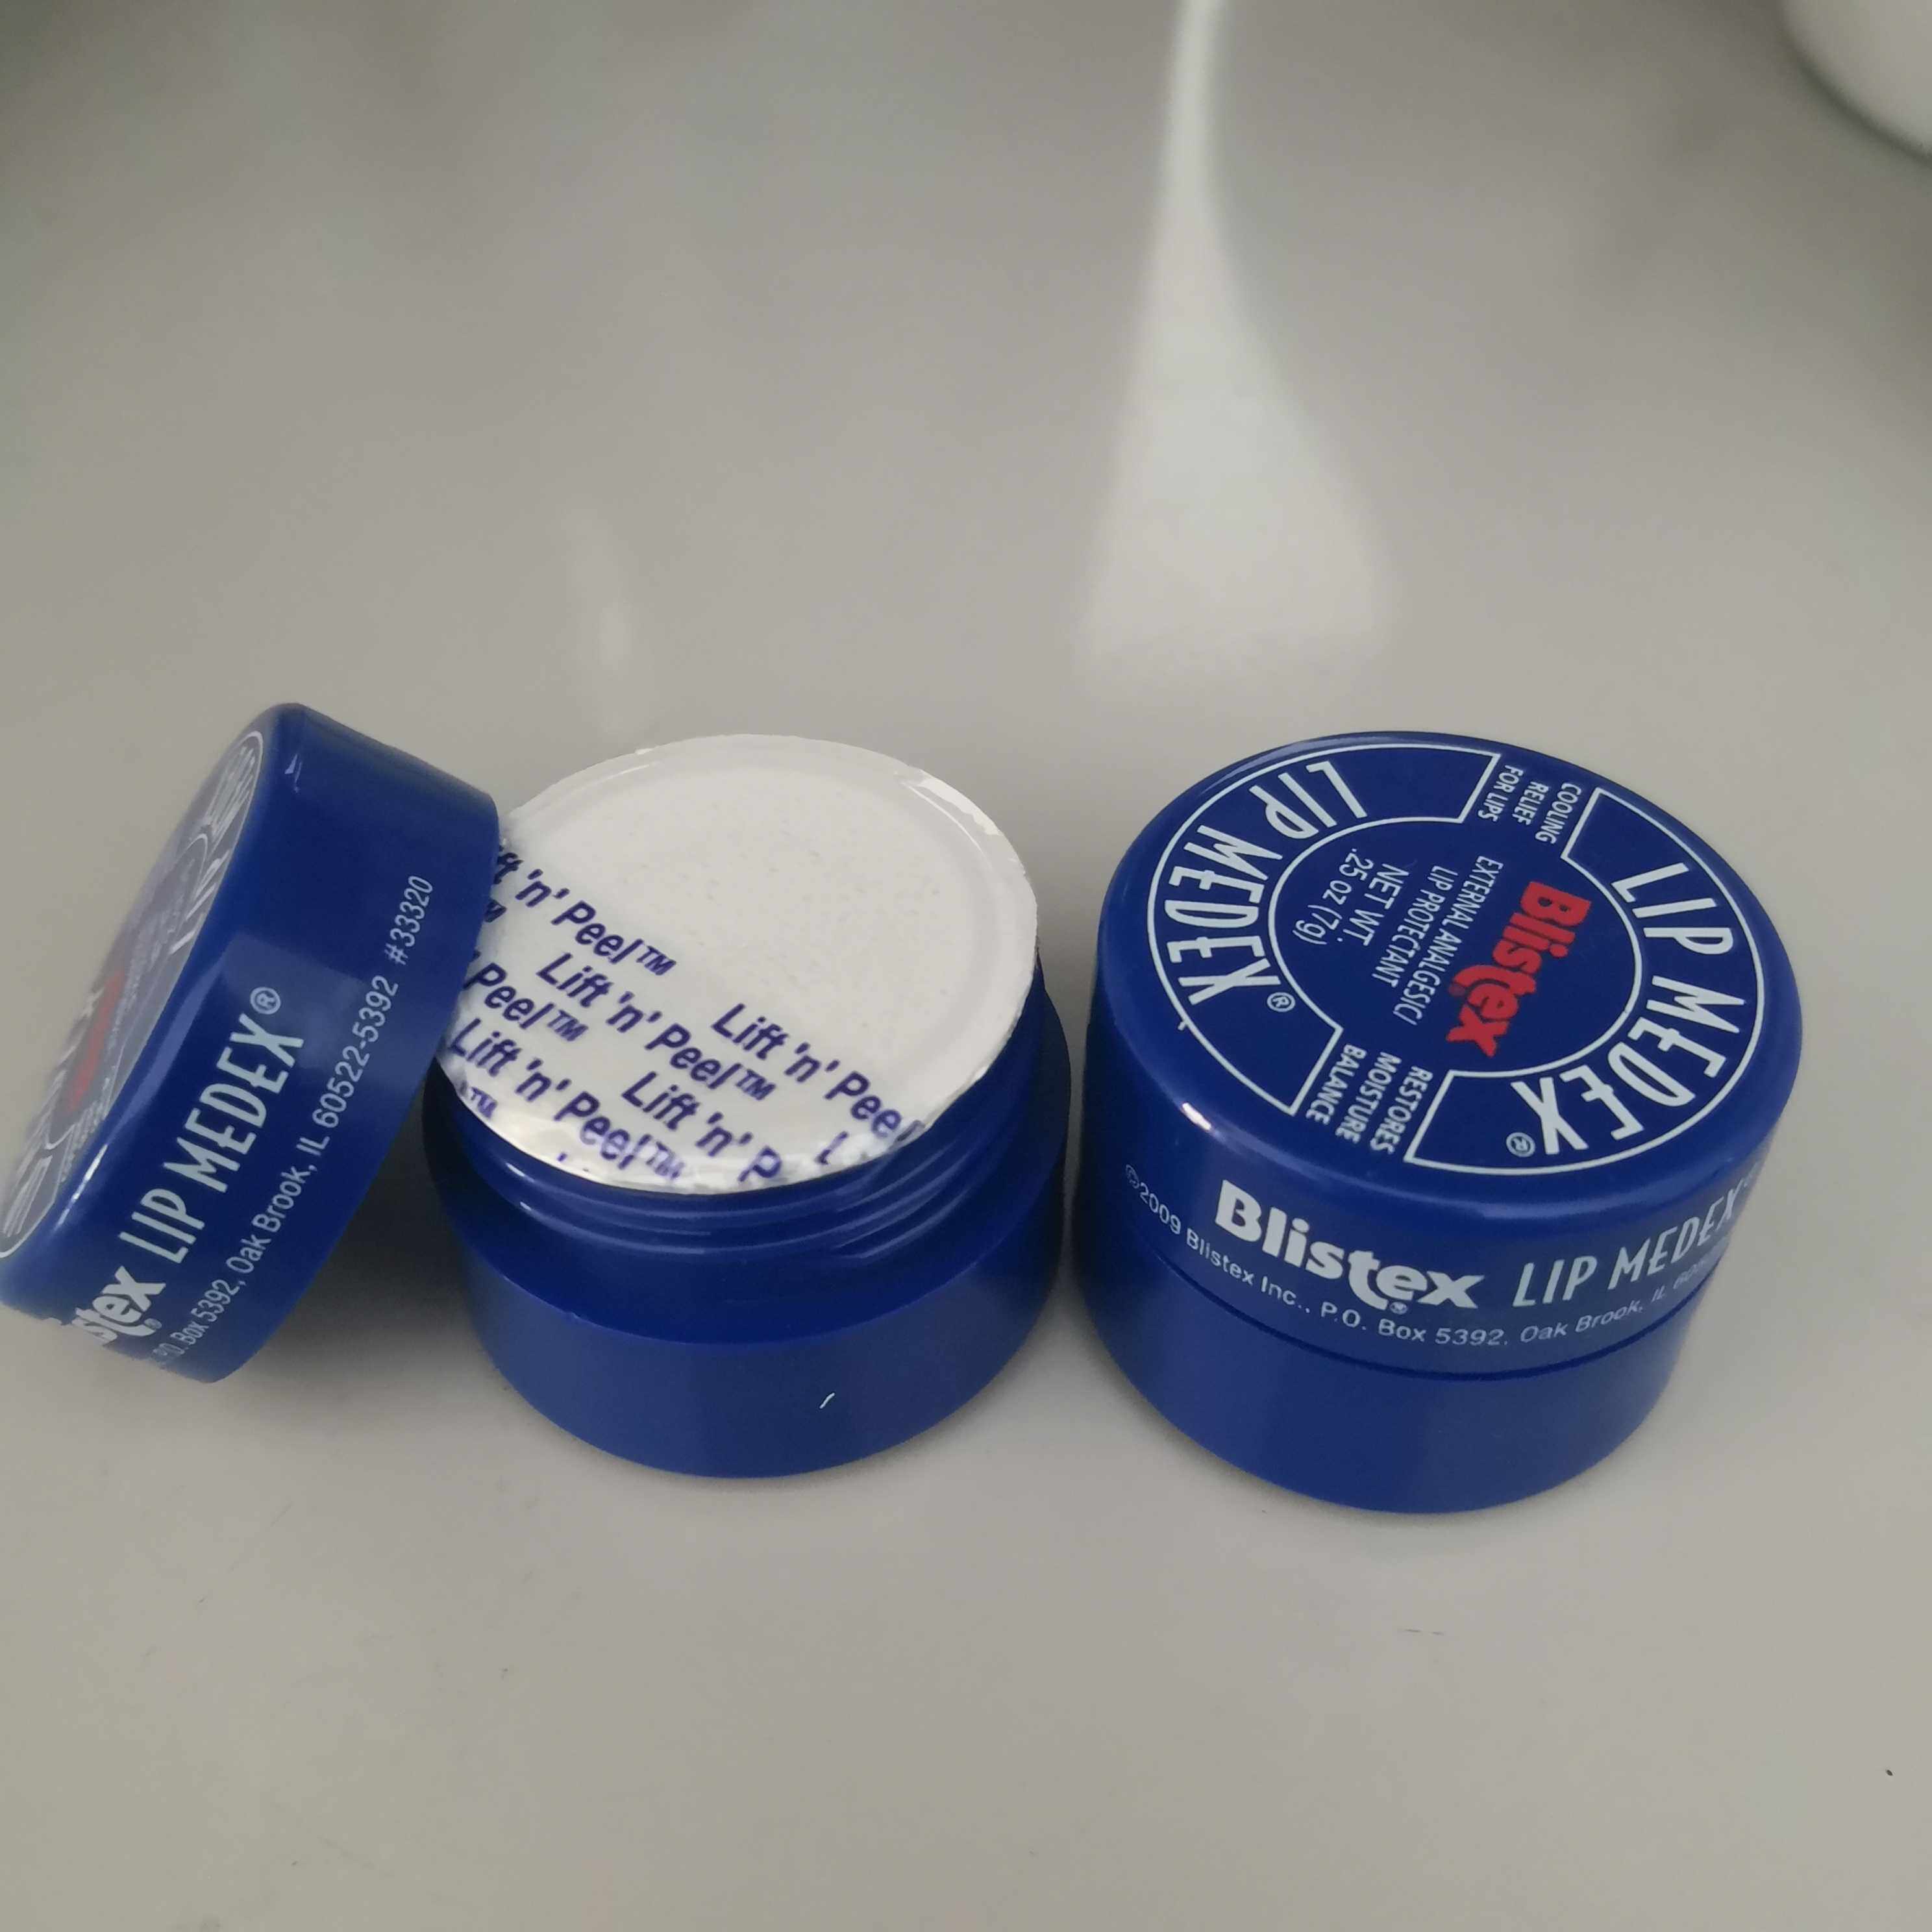 LIP MEDEX®
#33320
P.O. Box 5392, Oak Brook, IL 60522-5392
'n' Peel™
Lift 'n' Peel™
Lift 'n' Peel
Peel™
Lift 'n'
Lift 'n' Peel™
™
LIP MEDEX®
COOLING
RELIEF
FOR LIPS
LIP MEDEX®
Blistex
EXTERNAL ANALGESIC/
LIP PROTECTANT
NET WT.
.25 oz (7g)
RESTORES
MOISTURE
BALANCE
Blistex® LIP MEDEX
©2009 Blistex Inc., P.O. Box 5392, Oak Brook, IL